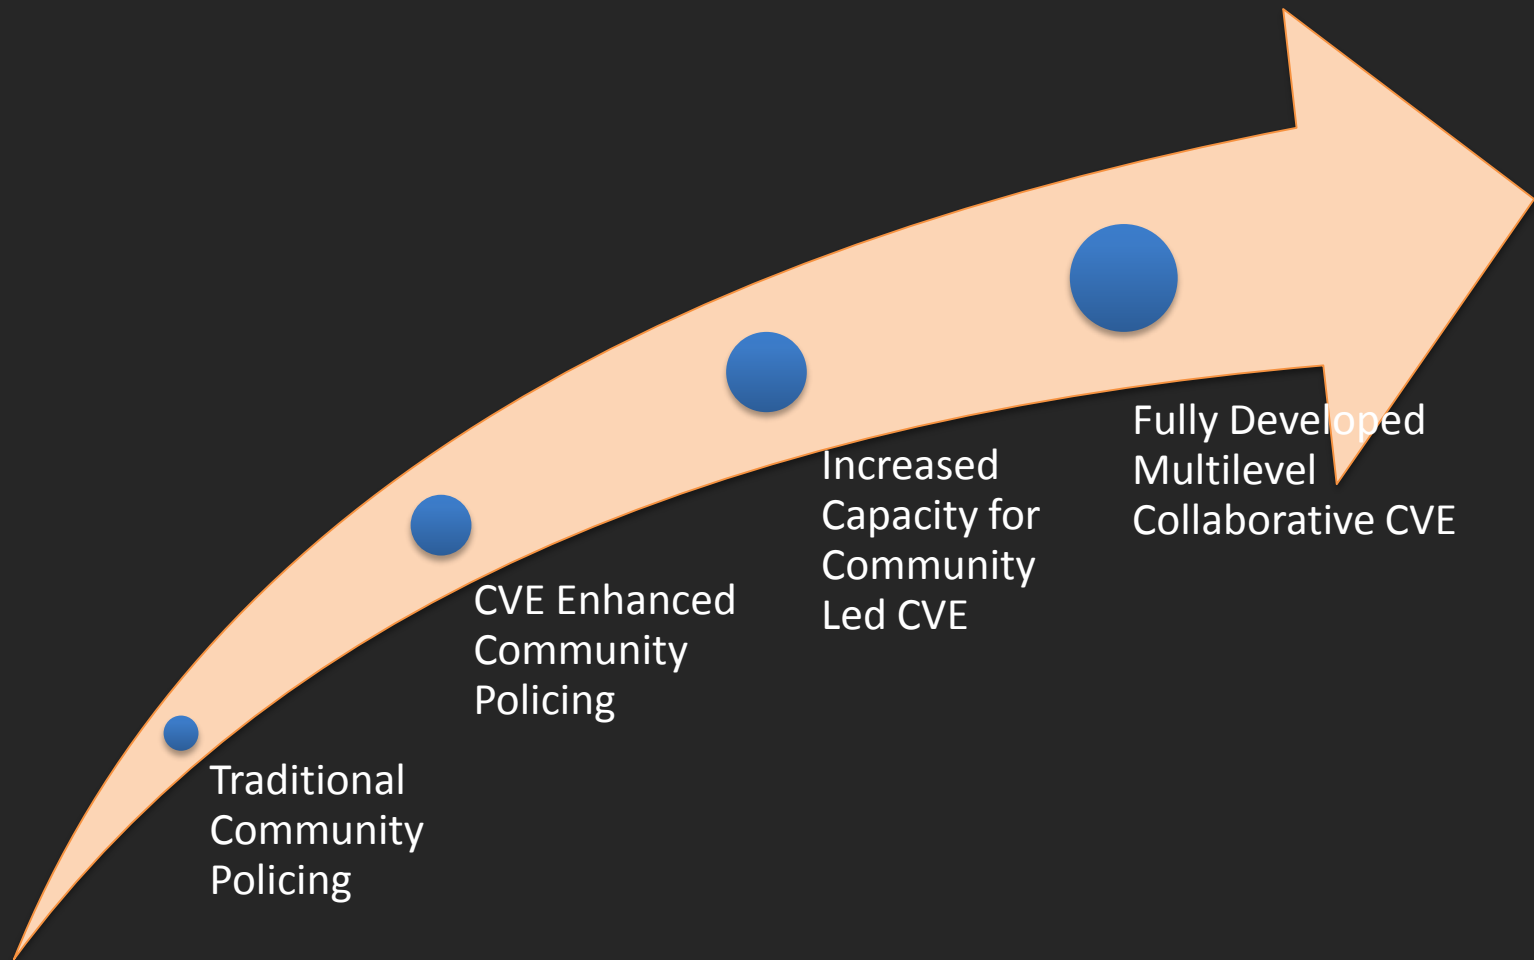 Traditional
Community
Policing
CVE Enhanced
Community
Policing
Increased
Capacity for
Community
Led CVE
Fully Developed
Multilevel
Collaborative CVE